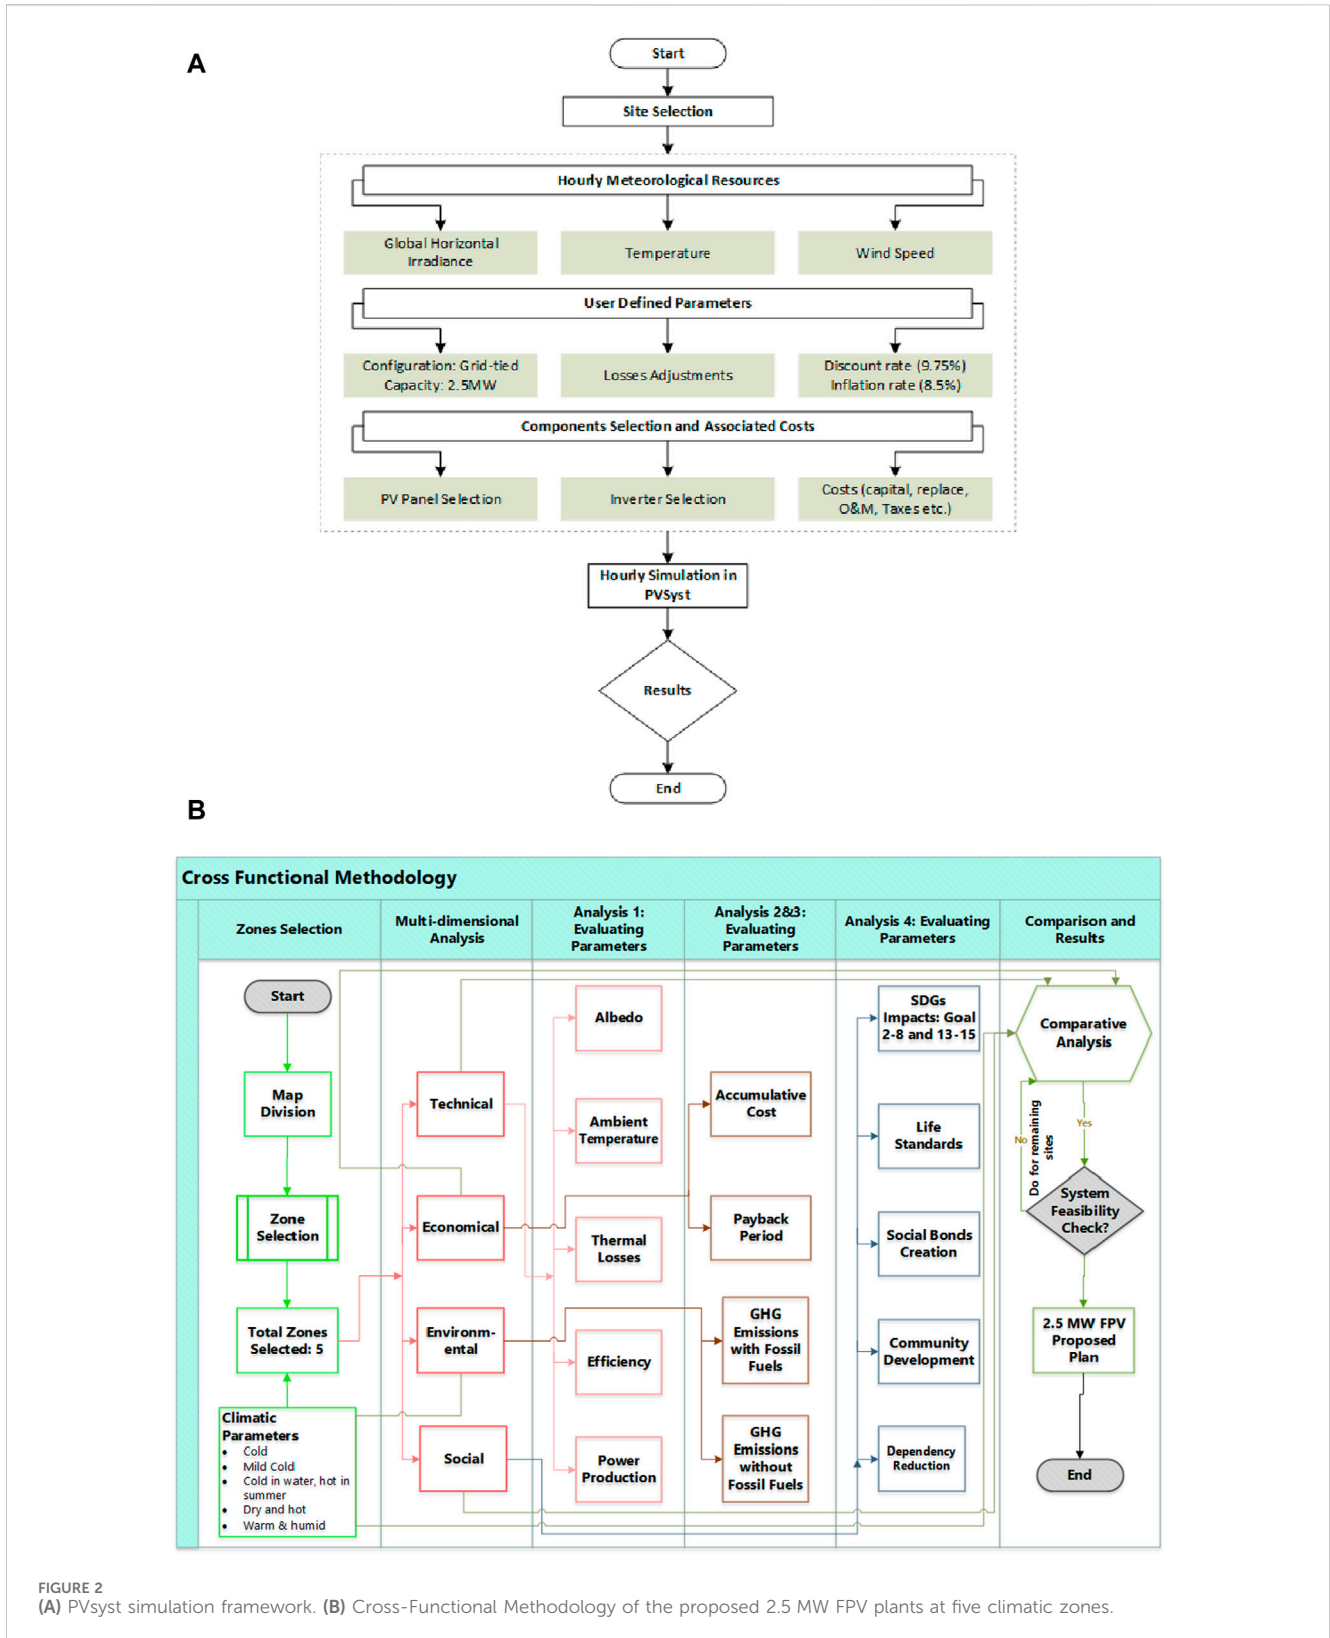 A
Start
Site Selection
Hourly Meteorological Resources
Global Horizontal
Irradiance
Temperature
Wind Speed
User Defined Parameters
Configuration: Grid-tied
Capacity: 2.5MW
Losses Adjustments
Discount rate (9.75%)
Inflation rate (8.5%)
Components Selection and Associated Costs
PV Panel Selection
Inverter Selection
Costs (capital, replace,
O&M, Taxes etc.)
Hourly Simulation in
PVSyst
Results
End
B
Cross Functional Methodology
Zones Selection
Multi-dimensional
Analysis
Analysis 1:
Evaluating
Parameters
Analysis 2&3:
Evaluating
Parameters
Analysis 4: Evaluating
Parameters
Comparison and
Results
Start
Map
Division
Zone
Selection
Total Zones
Selected: 5
Climatic
Parameters
• Cold
• Mild Cold
• Cold in water, hot in
summer
• Dry and hot
• Warm & humid
Technical
Economical
Environm-
ental
Social
Albedo
Ambient
Temperature
Thermal
Losses
Efficiency
Power
Production
Accumulative
Cost
Payback
Period
GHG
Emissions
with Fossil
Fuels
GHG
Emissions
without
Fossil Fuels
SDGs
Impacts: Goal
2-8 and 13-15
Life
Standards
Social Bonds
Creation
Community
Development
Dependency
Reduction
Comparative
Analysis
No
Do for remaining
sites
Yes
System
Feasibility
Check?
2.5 MW FPV
Proposed
Plan
End
FIGURE 2
(A) PVsyst simulation framework. (B) Cross-Functional Methodology of the proposed 2.5 MW FPV plants at five climatic zones.